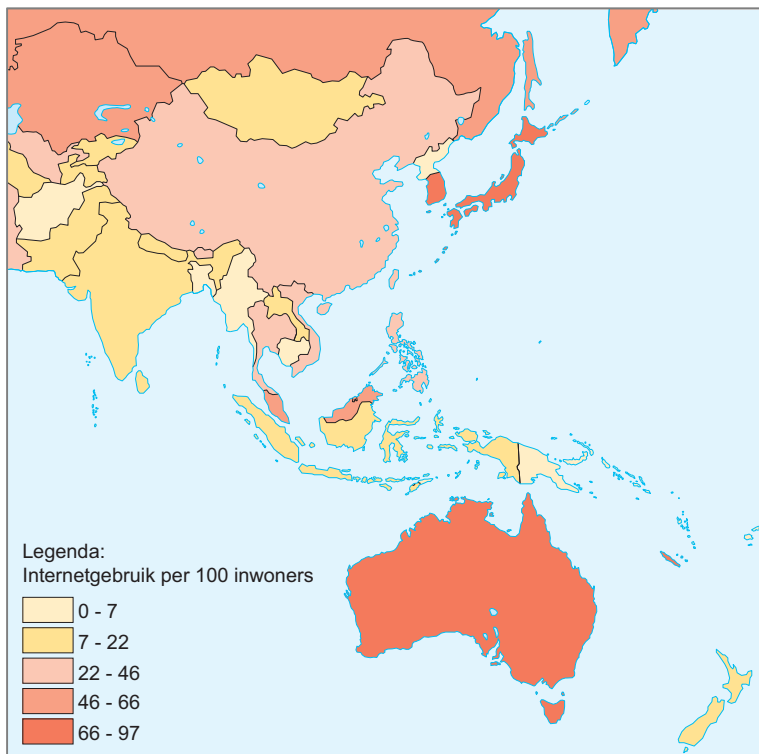 Legenda:
Internetgebruik per 100 inwoners
0 - 7
7 - 22
22 - 46
46 - 66
66 - 97